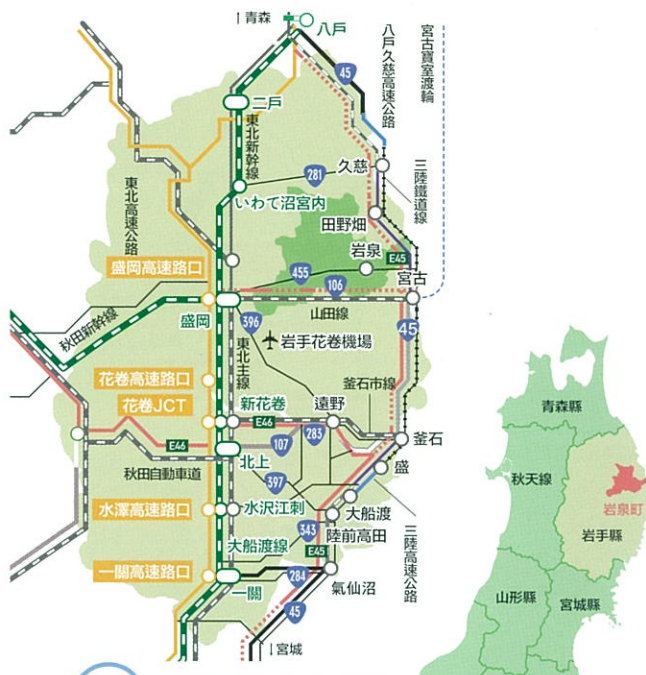 ↑青森
八戶
45
八戶久慈高速公路
宮古寶室渡輪
二戶
東北新幹線
久慈
281
三陸鐵道線
いわて沼宮内
東北高速公路
田野畑
岩泉
E45
盛岡高速路口
455
宮古
106
盛岡
山田線
秋田新幹線
396
45
岩手花卷機場
東北主線
花卷高速路口
釜石市線
花卷JCT
新花卷
遠野
E46
釜石
E46
107
283
北上
秋田自動車道
397
盛
水澤高速路口
水沢江刺
大船渡
陸前高田
343
大船渡線
三陸高速公路
E45
一關高速路口
284
一關
氣仙沼
45
↓宮城
青森縣
秋天線
岩泉町
岩手縣
山形縣
宮城縣